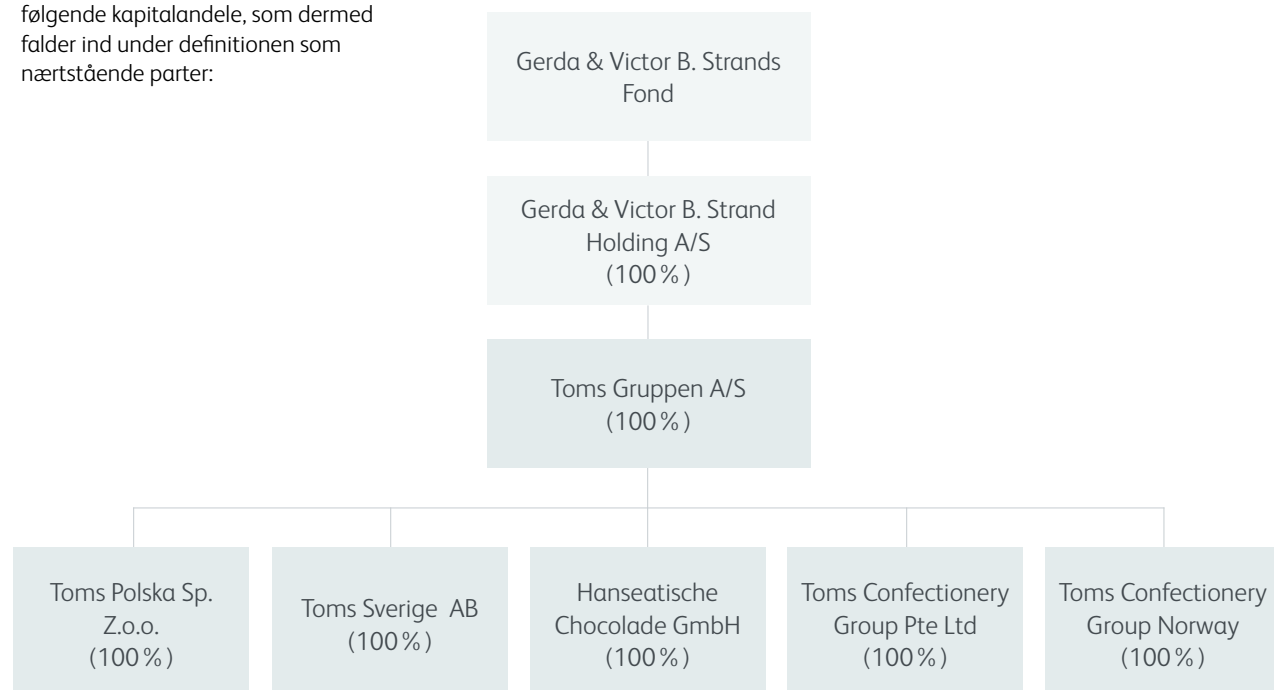 følgende kapitalandele, som dermed
falder ind under definitionen som
nærtstående parter:
Gerda & Victor B. Strands
Fond
Gerda & Victor B. Strand
Holding A/S
(100 %)
Toms Gruppen A/S
(100 %)
Toms Polska Sp.
Z.o.o.
(100 %)
Toms Sverige AB
(100 %)
Hanseatische
Chocolade GmbH
(100 %)
Toms Confectionery
Group Pte Ltd
(100 %)
Toms Confectionery
Group Norway
(100 %)